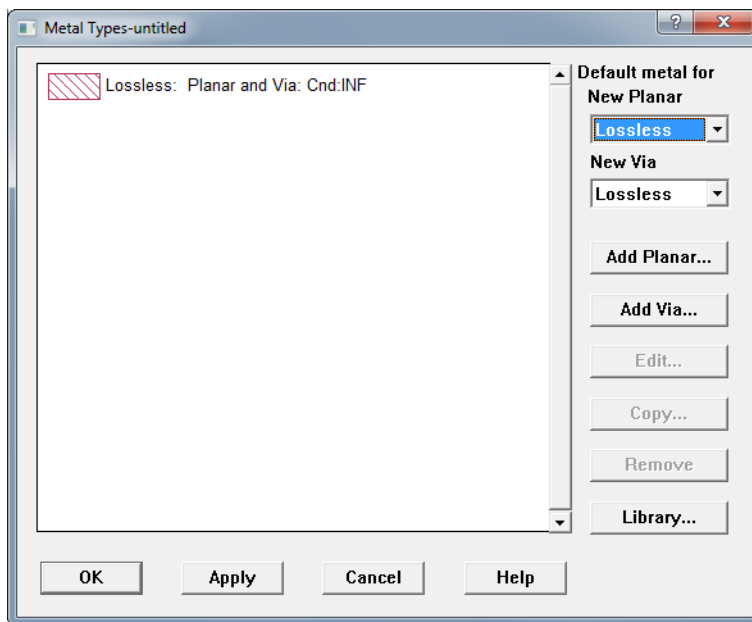 Metal Types-untitled
?
X
Lossless: Planar and Via: Cnd:INF
Default metal for
New Planar
Lossless
New Via
Lossless
Add Planar...
Add Via...
Edit...
Copy...
Remove
Library...
OK
Apply
Cancel
Help